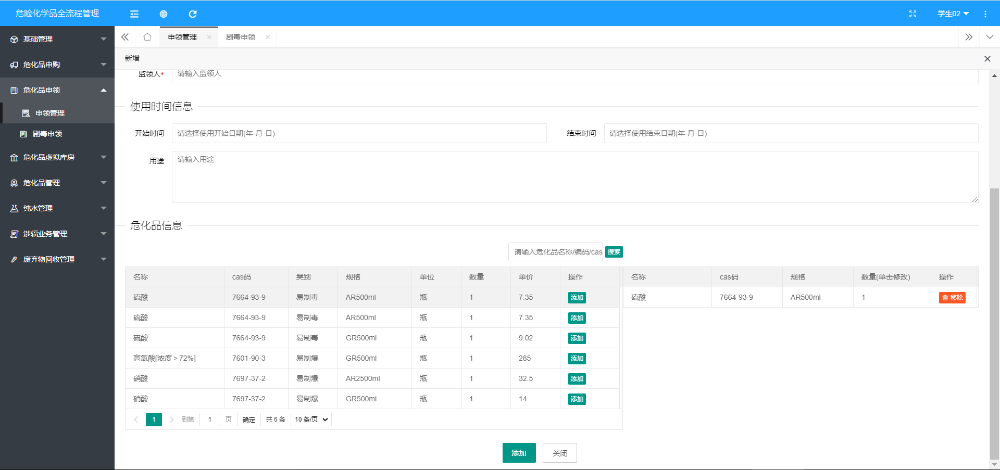 危险化学品全流程管理
学生02
基础管理
危化品申购
危化品申领
申领管理
剧毒申领
危化品虚拟库房
危化品管理
纯水管理
涉辐业务管理
废弃物回收管理
申领管理
剧毒申领
新增
监领人* 请输入监领人
使用时间信息
开始时间 请选择使用开始日期(年-月-日) 结束时间 请选择使用结束日期(年-月-日)
用途 请输入用途
危化品信息
请输入危化品名称/编码/cas 搜索
名称 cas码 类别 规格 单位 数量 单价 操作
硫酸 7664-93-9 易制毒 AR500ml 瓶 1 7.35 添加
硫酸 7664-93-9 易制毒 AR500ml 瓶 1 7.35 添加
硫酸 7664-93-9 易制毒 GR500ml 瓶 1 9.02 添加
高氯酸[浓度＞72%] 7601-90-3 易制爆 GR500ml 瓶 1 285 添加
硝酸 7697-37-2 易制爆 AR2500ml 瓶 1 32.5 添加
硝酸 7697-37-2 易制爆 GR500ml 瓶 1 14 添加
1 到第 1 页 确定 共 6 条 10 条/页
名称 cas码 规格 数量(单击修改) 操作
硫酸 7664-93-9 AR500ml 1 移除
添加 关闭